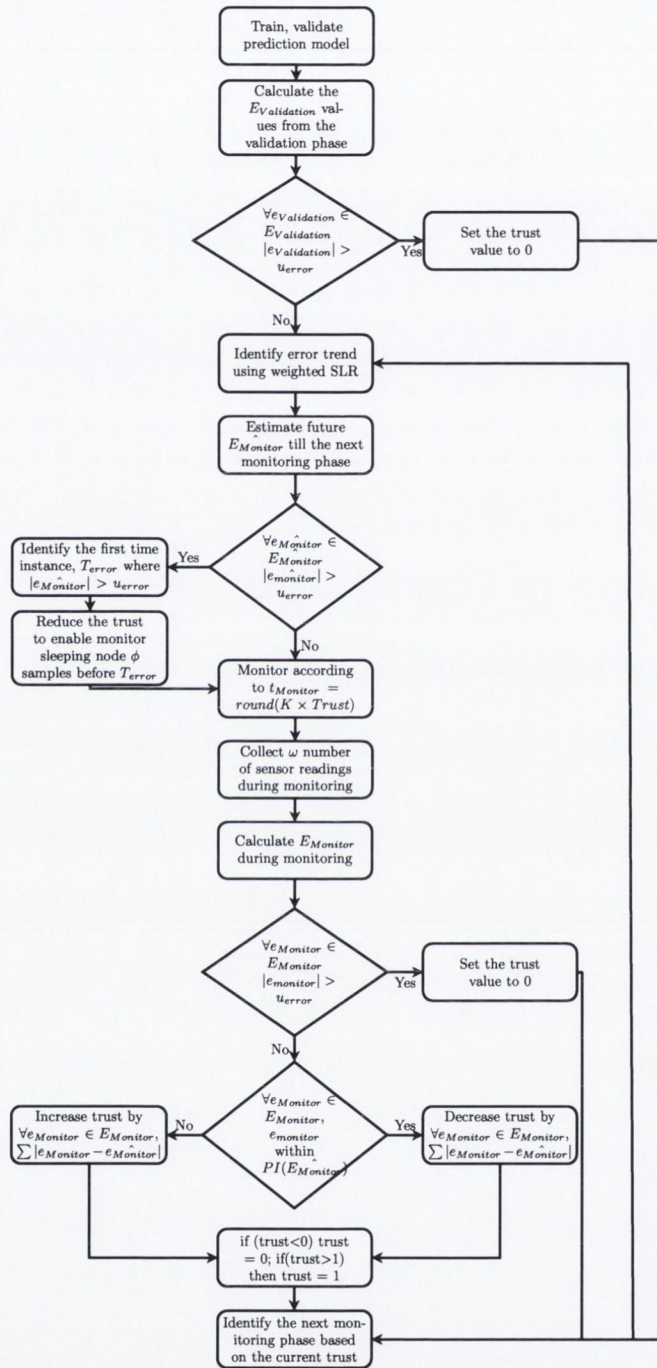 Train, validate
prediction model
Calculate the
E_Validation val-
ues from the
validation phase
∀e_Validation ∈
E_Validation
|e_Validation| >
u_error
Yes
Set the trust
value to 0
No
Identify error trend
using weighted SLR
Estimate future
Ê_Monitor till the next
monitoring phase
∀ê_Monitor ∈
Ê_Monitor
|ê_monitor| >
u_error
Yes
Identify the first time
instance, T_error where
|ê_Monitor| > u_error
Reduce the trust
to enable monitor
sleeping node ϕ
samples before T_error
No
Monitor according
to t_Monitor =
round(K × Trust)
Collect ω number
of sensor readings
during monitoring
Calculate E_Monitor
during monitoring
∀e_Monitor ∈
E_Monitor
|e_monitor| >
u_error
Yes
Set the trust
value to 0
No
∀e_Monitor ∈
E_Monitor,
e_monitor
within
PI(Ê_Monitor)
No
Increase trust by
∀e_Monitor ∈ E_Monitor,
∑ |e_Monitor − ê_Monitor|
Yes
Decrease trust by
∀e_Monitor ∈ E_Monitor,
∑ |e_Monitor − ê_Monitor|
if (trust<0) trust
= 0; if(trust>1)
then trust = 1
Identify the next mon-
itoring phase based
on the current trust